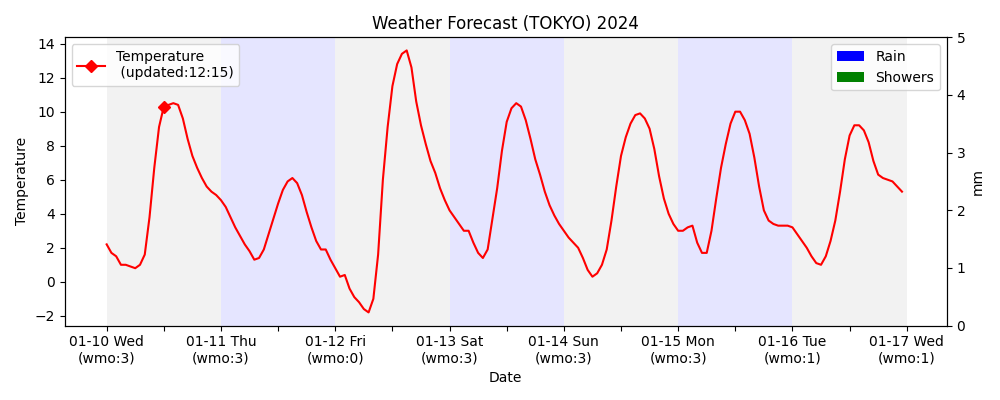 Weather Forecast (TOKYO) 2024
Temperature
(updated:12:15)
Rain
Showers
14
12
10
8
6
4
2
0
−2
Temperature
5
4
3
2
1
0
mm
01-10 Wed
(wmo:3)
01-11 Thu
(wmo:3)
01-12 Fri
(wmo:0)
01-13 Sat
(wmo:3)
01-14 Sun
(wmo:3)
01-15 Mon
(wmo:3)
01-16 Tue
(wmo:1)
01-17 Wed
(wmo:1)
Date